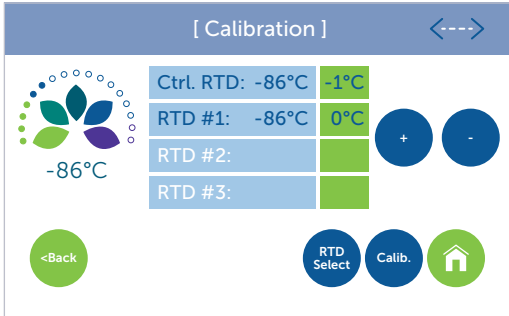 [ Calibration ]
<---->
Ctrl. RTD: -86°C -1°C
RTD #1: -86°C 0°C
RTD #2:
RTD #3:
+ -
-86°C
<Back
RTD
Select
Calib.